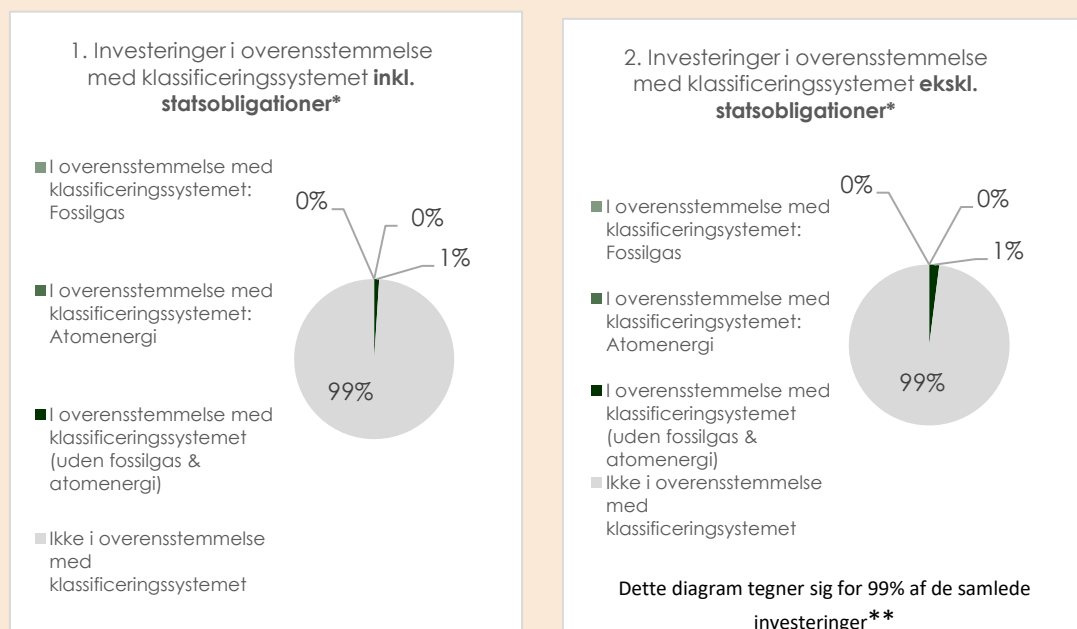 1. Investeringer i overensstemmelse
med klassificeringssystemet inkl.
statsobligationer*
I overensstemmelse med
klassificeringssystemet:
Fossilgas
I overensstemmelse med
klassificeringssystemet:
Atomenergi
I overensstemmelse med
klassificeringssystemet
(uden fossilgas &
atomenergi)
Ikke i overensstemmelse
med
klassificeringsystemet
0%
0%
1%
99%
2. Investeringer i overensstemmelse
med klassificeringssystemet ekskl.
statsobligationer*
I overensstemmelse med
klassificeringsystemet:
Fossilgas
I overensstemmelse med
klassificeringssystemet:
Atomenergi
I overensstemmelse med
klassificeringssystemet
(uden fossilgas &
atomenergi)
Ikke i overensstemmelse
med
klassificeringsystemet
0%
0%
1%
99%
Dette diagram tegner sig for 99% af de samlede
investeringer**